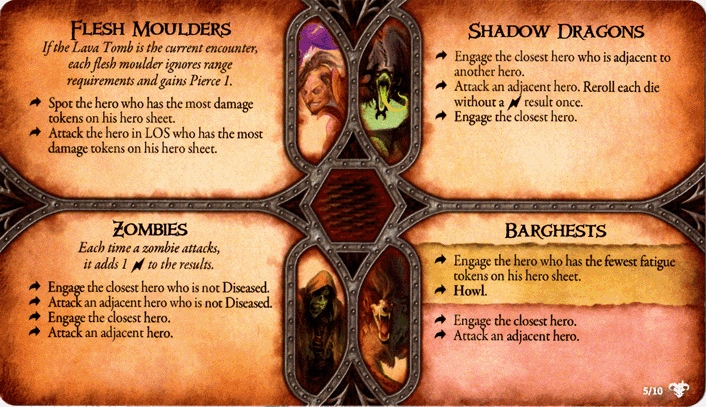 Flesh Moulders
If the Lava Tomb is the current encounter,
each flesh moulder ignores range
requirements and gains Pierce 1.
Spot the hero who has the most damage
tokens on his hero sheet.
Attack the hero in LOS who has the most
damage tokens on his hero sheet.
Shadow Dragons
Engage the closest hero who is adjacent to
another hero.
Attack an adjacent hero. Reroll each die
without a result once.
Engage the closest hero.
Zombies
Each time a zombie attacks,
it adds 1 to the results.
Engage the closest hero who is not Diseased.
Attack an adjacent hero who is not Diseased.
Engage the closest hero.
Attack an adjacent hero.
Barghests
Engage the hero who has the fewest fatigue
tokens on his hero sheet.
Howl.
Engage the closest hero.
Attack an adjacent hero.
5/10